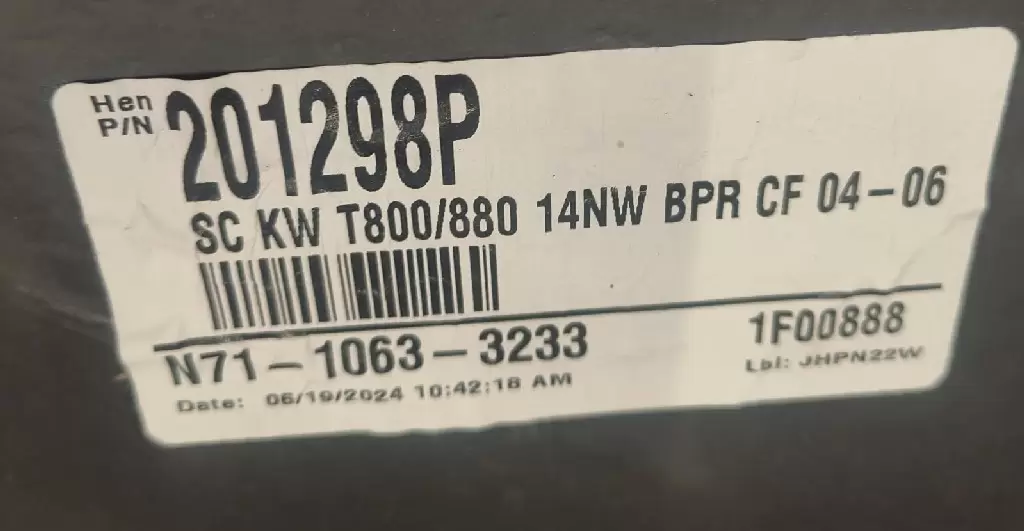 Hen
P/N 201298P
SC KW T800/880 14NW BPR CF 04-06
N71-1063-3233 1F00888
Date: 06/19/2024 10:42:18 AM Lbl: JHPN22W